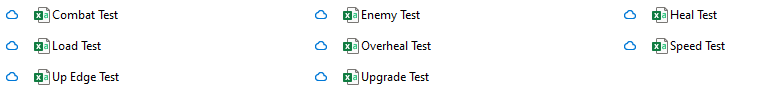 Combat Test
Enemy Test
Heal Test
Load Test
Overheal Test
Speed Test
Up Edge Test
Upgrade Test